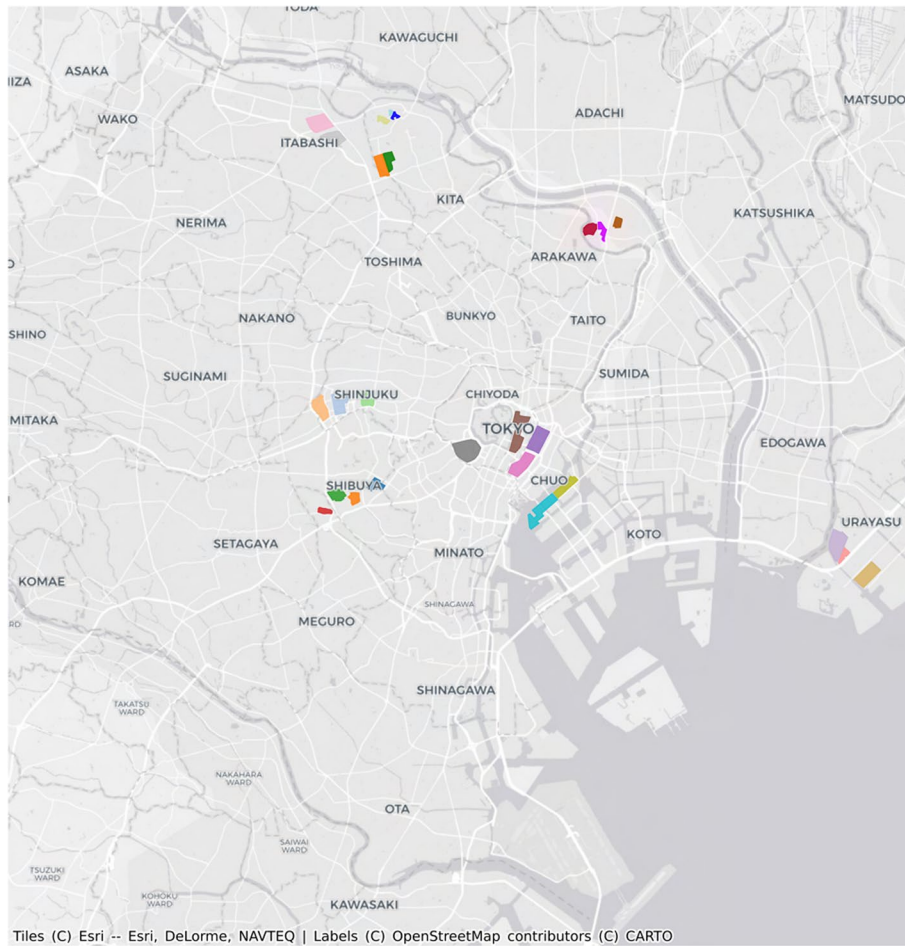 TODA
KAWAGUCHI
ASAKA
MATSUDO
WAKO
ADACHI
ITABASHI
KITA
KATSUSHIKA
NERIMA
ARAKAWA
TOSHIMA
NAKANO
BUNKYO
TAITO
SHINO
SUGINAMI
SUMIDA
SHINJUKU
CHIYODA
MITAKA
TOKYO
EDOGAWA
SHIBUYA
CHUO
URAYASU
KOTO
SETAGAYA
MINATO
KOMAE
SHINAGAWA
MEGURO
SHINAGAWA
TAKATSU
WARD
NAKAHARA
WARD
OTA
SAIWAI
WARD
TSUZUKI
WARD
KOHOKU
WARD
KAWASAKI
Tiles (C) Esri -- Esri, DeLorme, NAVTEQ | Labels (C) OpenStreetMap contributors (C) CARTO